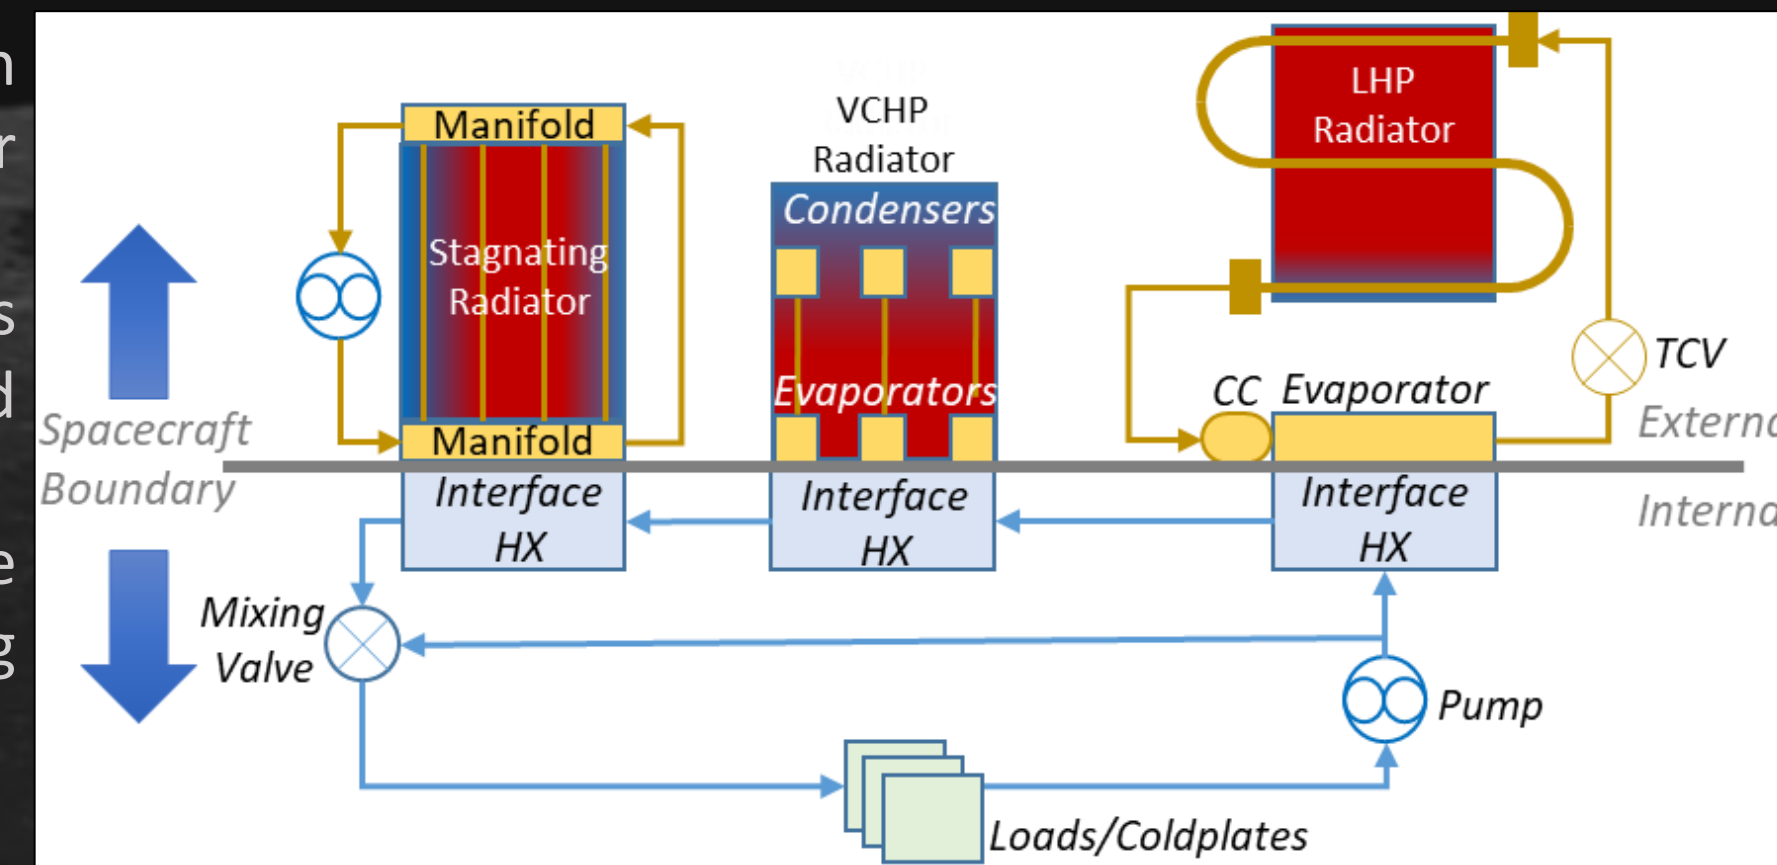 VCHP
Radiator
LHP
Radiator
Manifold
Condensers
Stagnating
Radiator
TCV
Evaporators
CC Evaporator
Spacecraft
Boundary
Manifold
Interface
HX
Interface
HX
Interface
HX
Mixing
Valve
Pump
Loads/Coldplates